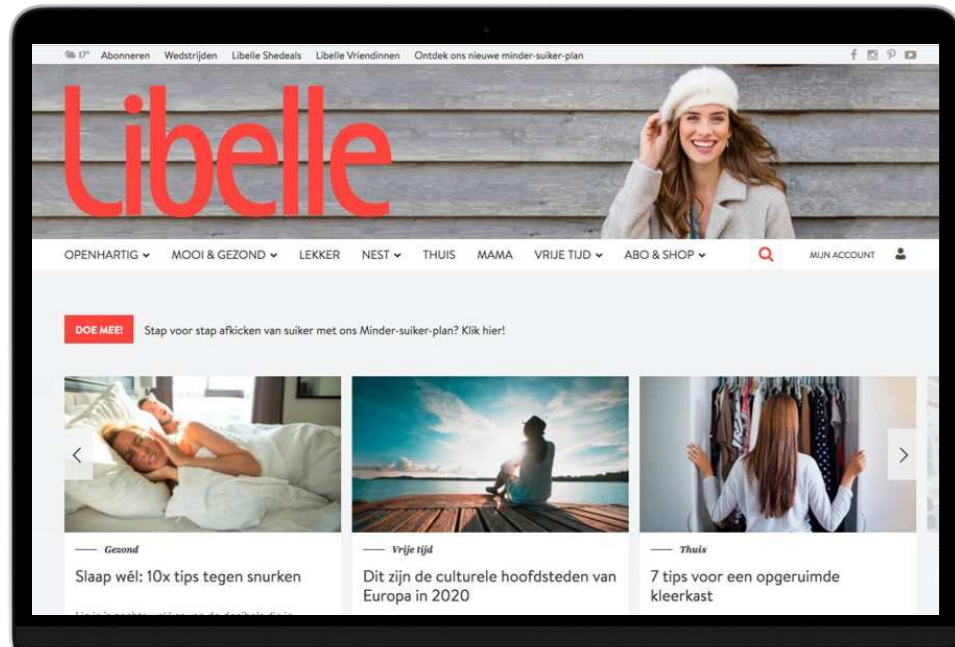 17° Abonneren Wedstrijden Libelle Shedeals Libelle Vriendinnen Ontdek ons nieuwe minder-suiker-plan
Libelle
OPENHARTIG MOOI & GEZOND LEKKER NEST THUIS MAMA VRIJE TIJD ABO & SHOP MIJN ACCOUNT
DOE MEE! Stap voor stap afkicken van suiker met ons Minder-suiker-plan? Klik hier!
Gezond
Slaap wél: 10x tips tegen snurken
Vrije tijd
Dit zijn de culturele hoofdsteden van
Europa in 2020
Thuis
7 tips voor een opgeruimde
kleerkast